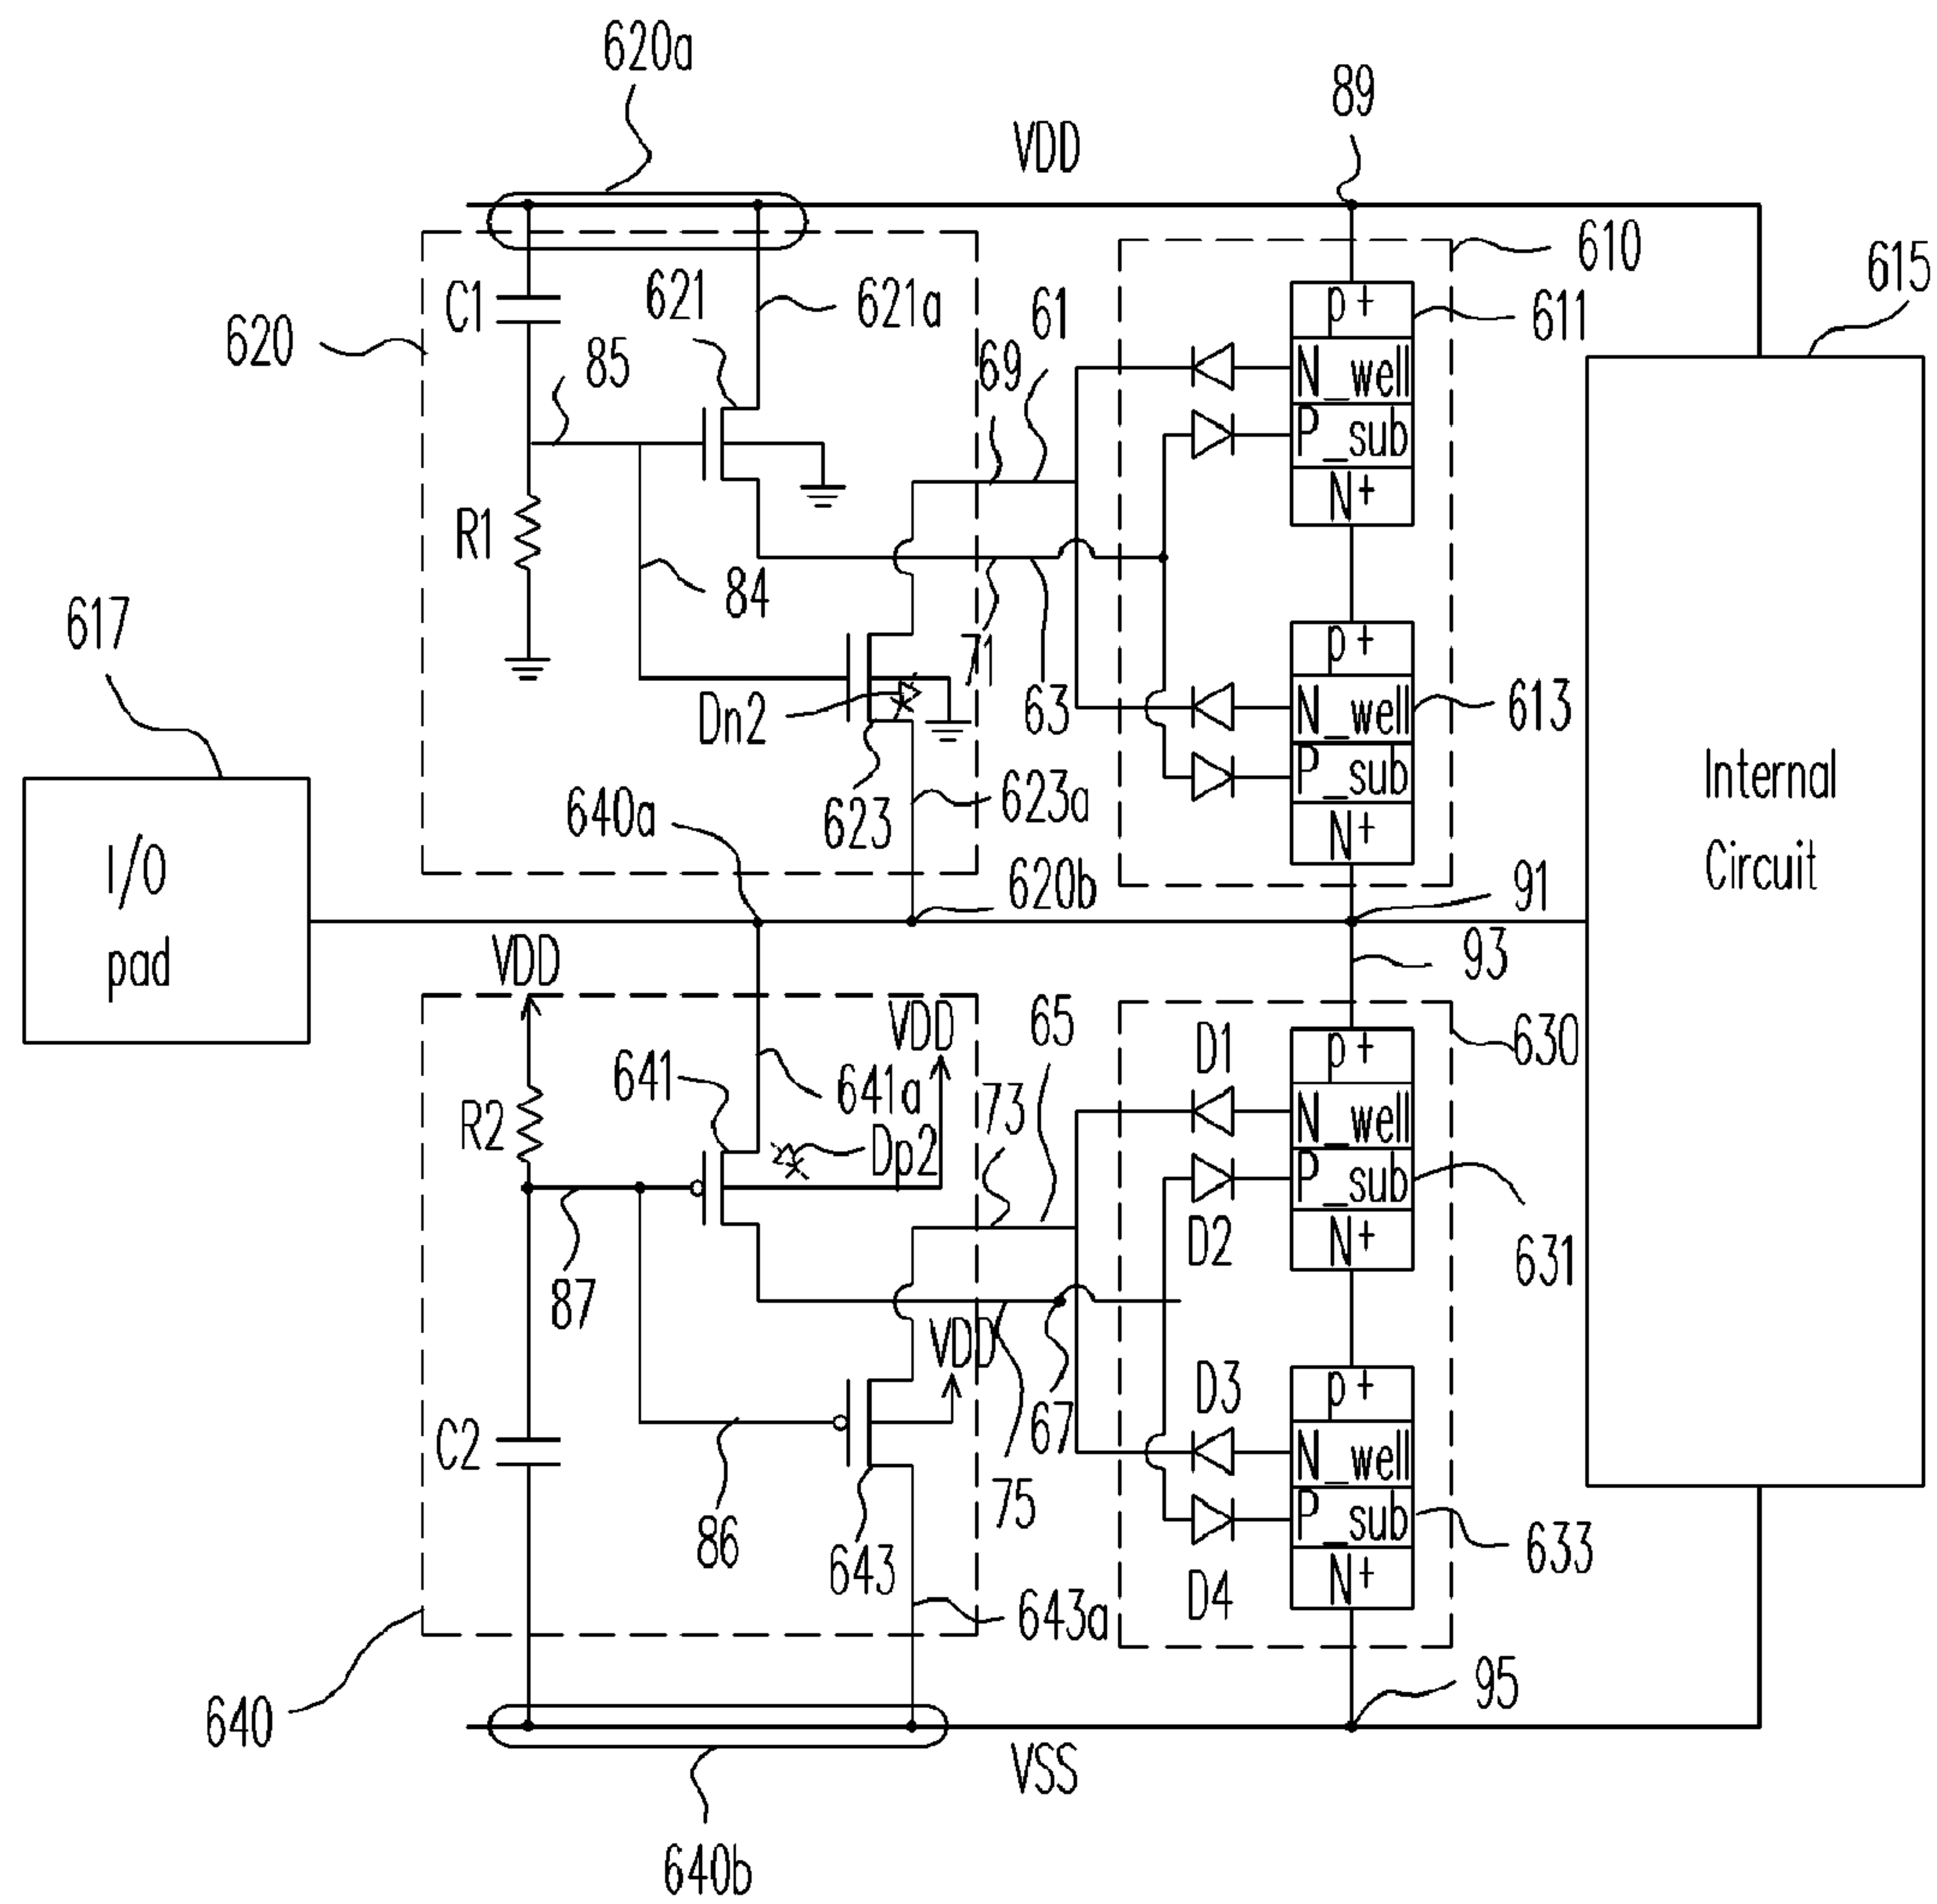 620a
89
VDD
610
615
C1
621
621a
61
P+
611
620
85
69
N_well
P_sub
N+
R1
84
617
71
P+
Dn2
63
N_well
613
P_sub
623
623a
640a
N+
Internal
Circuit
I/O
pad
620b
91
VDD
93
VDD
65
D1
P+
630
641
641a
73
N_well
R2
Dp2
P_sub
D2
N+
631
87
VDD
D3
P+
67
C2
N_well
75
P_sub
86
643
633
D4
N+
643a
640
95
VSS
640b